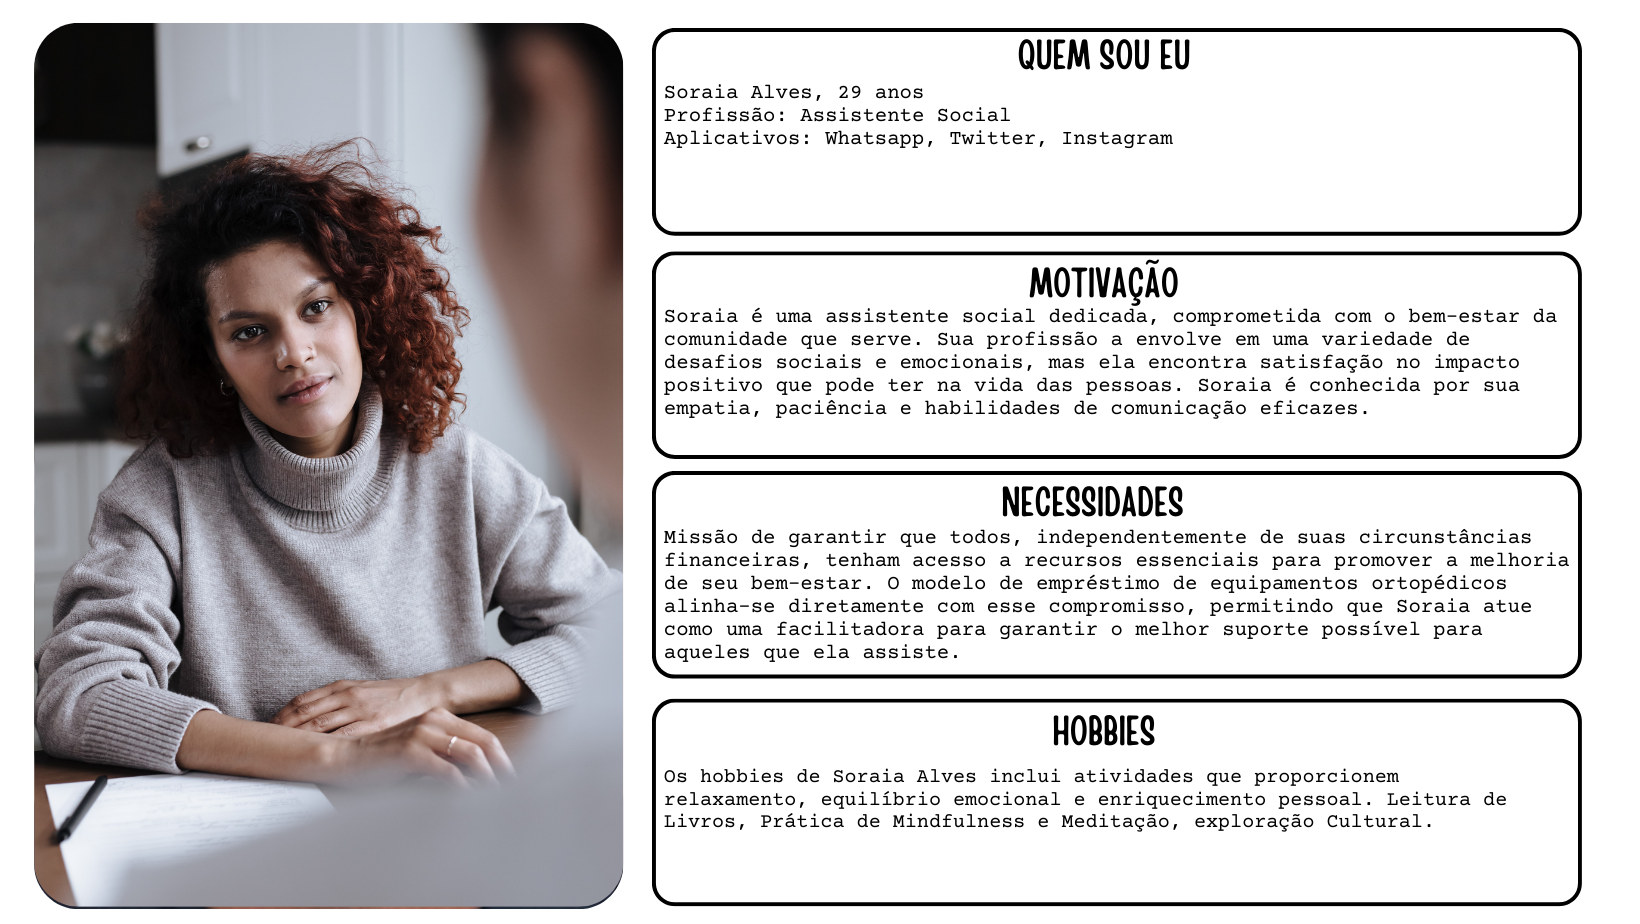 QUEM SOU EU
Soraia Alves, 29 anos
Profissão: Assistente Social
Aplicativos: Whatsapp, Twitter, Instagram
MOTIVAÇÃO
Soraia é uma assistente social dedicada, comprometida com o bem-estar da
comunidade que serve. Sua profissão a envolve em uma variedade de
desafios sociais e emocionais, mas ela encontra satisfação no impacto
positivo que pode ter na vida das pessoas. Soraia é conhecida por sua
empatia, paciência e habilidades de comunicação eficazes.
NECESSIDADES
Missão de garantir que todos, independentemente de suas circunstâncias
financeiras, tenham acesso a recursos essenciais para promover a melhoria
de seu bem-estar. O modelo de empréstimo de equipamentos ortopédicos
alinha-se diretamente com esse compromisso, permitindo que Soraia atue
como uma facilitadora para garantir o melhor suporte possível para
aqueles que ela assiste.
HOBBIES
Os hobbies de Soraia Alves inclui atividades que proporcionem
relaxamento, equilíbrio emocional e enriquecimento pessoal. Leitura de
Livros, Prática de Mindfulness e Meditação, exploração Cultural.